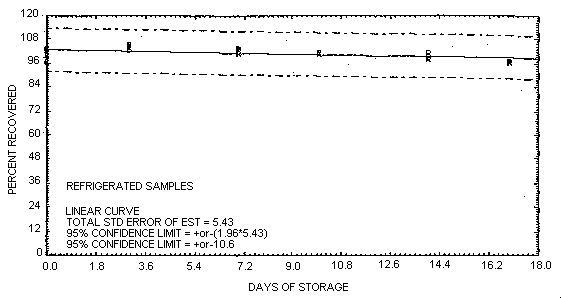 120
108
96
84
72
60
48
36
24
12
0
PERCENT RECOVERED
REFRIGERATED SAMPLES
LINEAR CURVE
TOTAL STD ERROR OF EST = 5.43
95% CONFIDENCE LIMIT = +or-(1.96*5.43)
95% CONFIDENCE LIMIT = +or-10.6
0.0 1.8 3.6 5.4 7.2 9.0 10.8 12.6 14.4 16.2 18.0
DAYS OF STORAGE